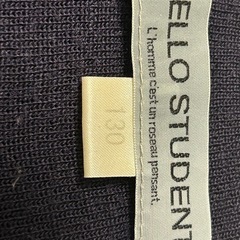 ELLO STUDENT
L'homme c'est un roseau pensant.
130